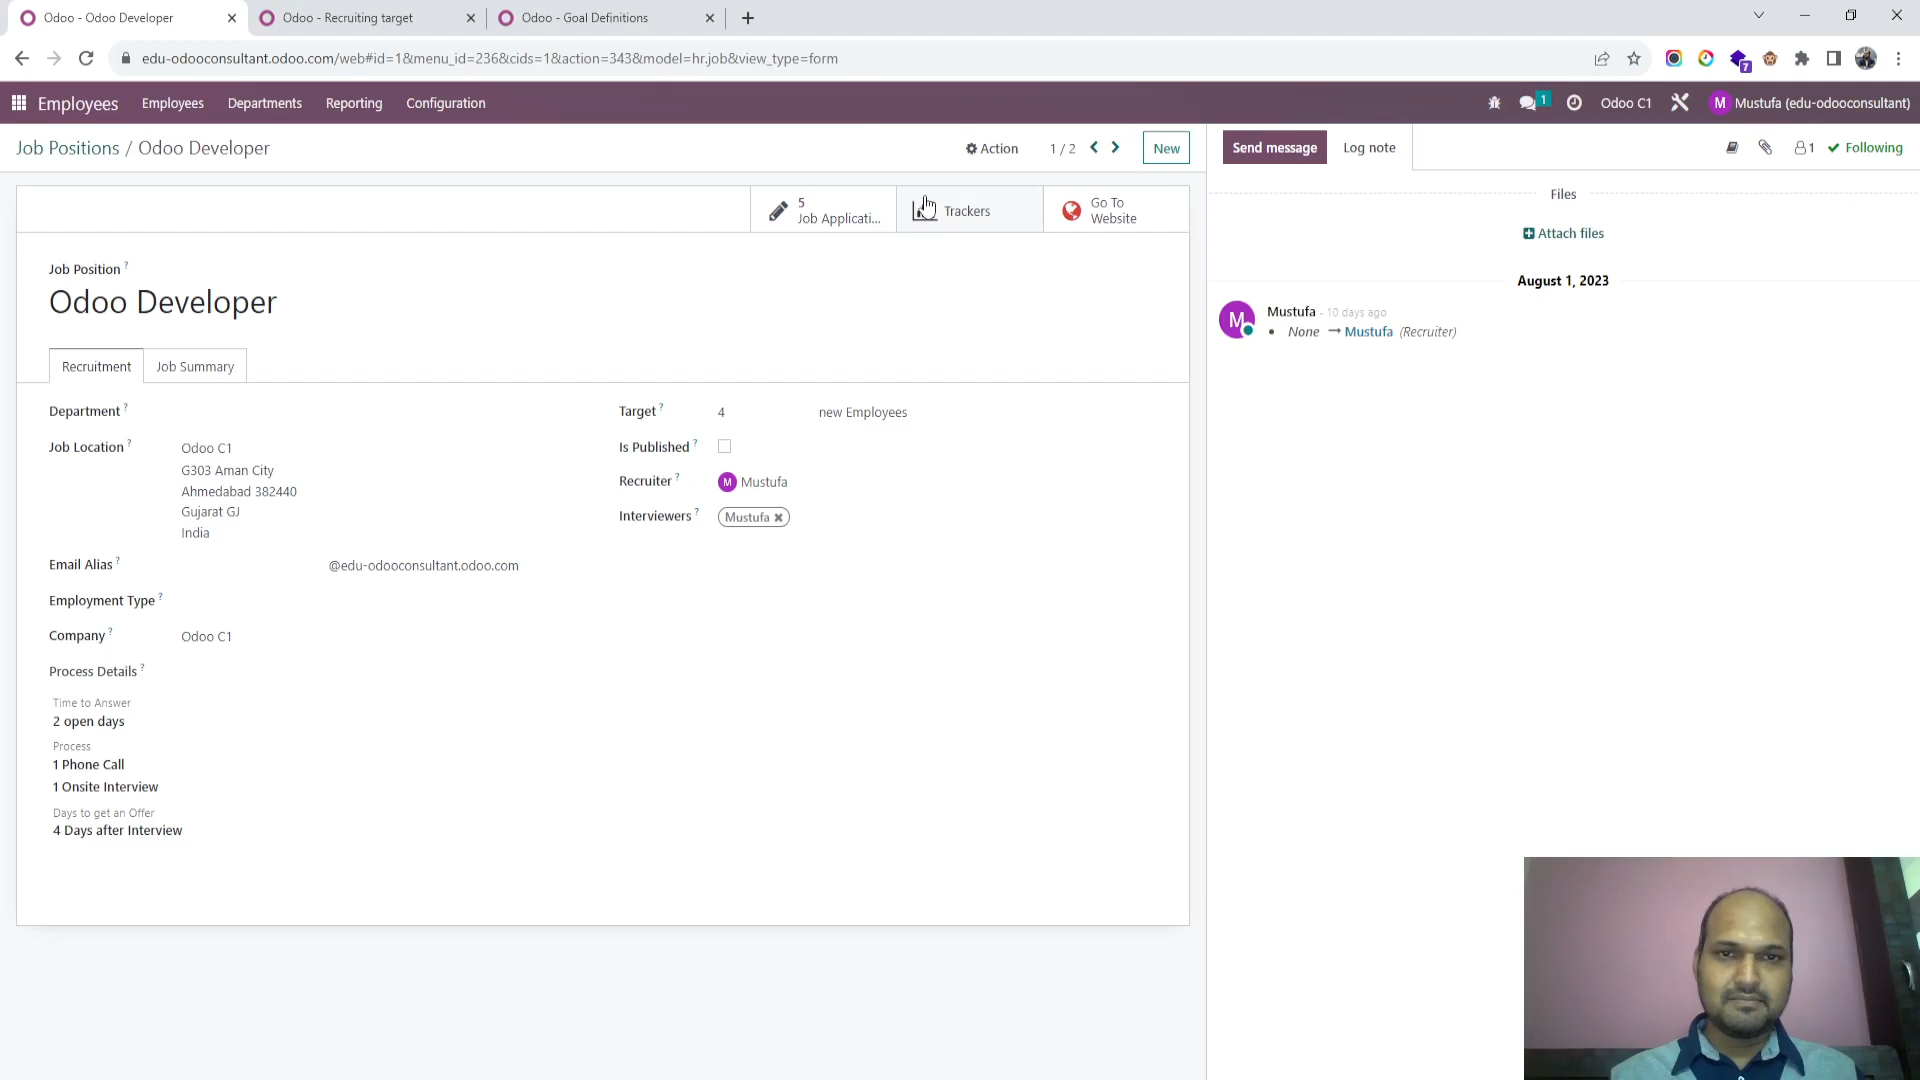 Odoo - Odoo Developer
Odoo - Recruiting target
Odoo - Goal Definitions
edu-odooconsultant.odoo.com/web#id=1&menu_id=236&cids=1&action=343&model=hr.job&view_type=form
7
Employees Employees Departments Reporting Configuration
1 Odoo C1 M Mustufa (edu-odooconsultant)
Job Positions / Odoo Developer
Action 1 / 2 New
Send message Log note 1 Following
5
Job Applicati...
Trackers
Go To
Website
Files
Attach files
Job Position ?
Odoo Developer
August 1, 2023
M Mustufa - 10 days ago
• None → Mustufa (Recruiter)
Recruitment Job Summary
Department ?
Target ? 4 new Employees
Job Location ? Odoo C1
G303 Aman City
Ahmedabad 382440
Gujarat GJ
India
Is Published ?
Recruiter ? M Mustufa
Interviewers ? Mustufa ×
Email Alias ? @edu-odooconsultant.odoo.com
Employment Type ?
Company ? Odoo C1
Process Details ?
Time to Answer
2 open days
Process
1 Phone Call
1 Onsite Interview
Days to get an Offer
4 Days after Interview